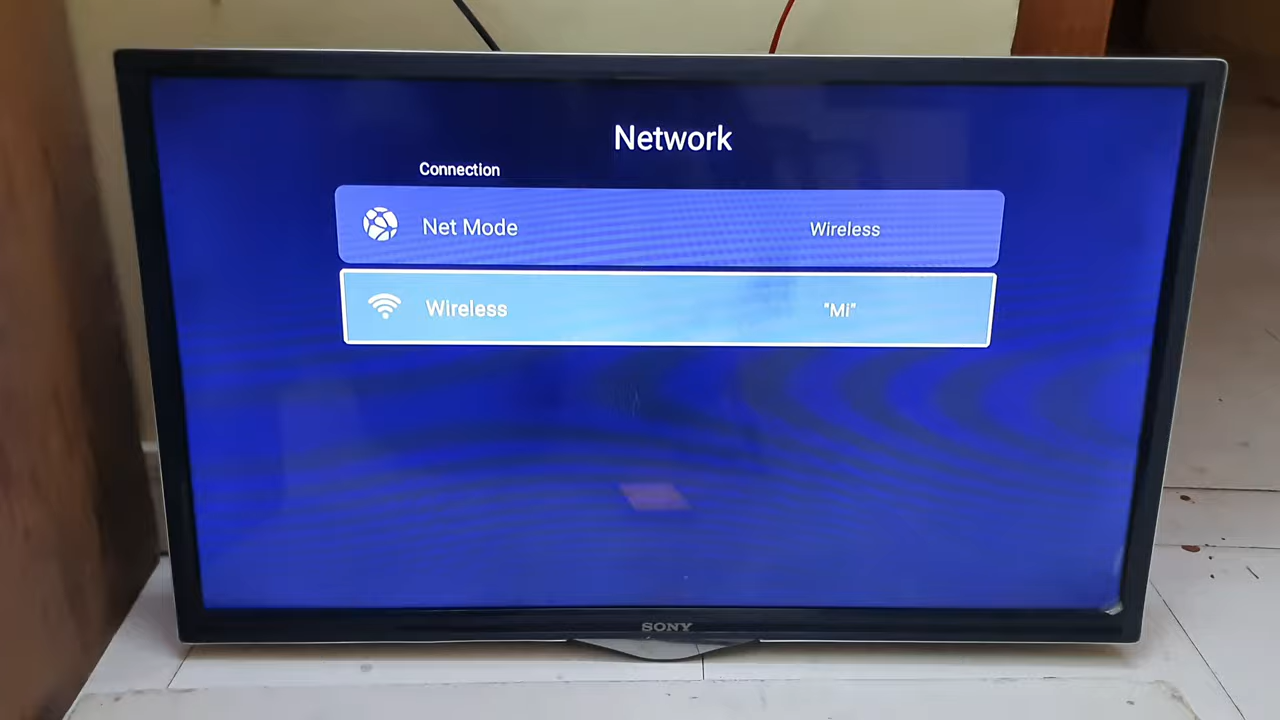 Network
Connection
Net Mode Wireless
Wireless "Mi"
SONY